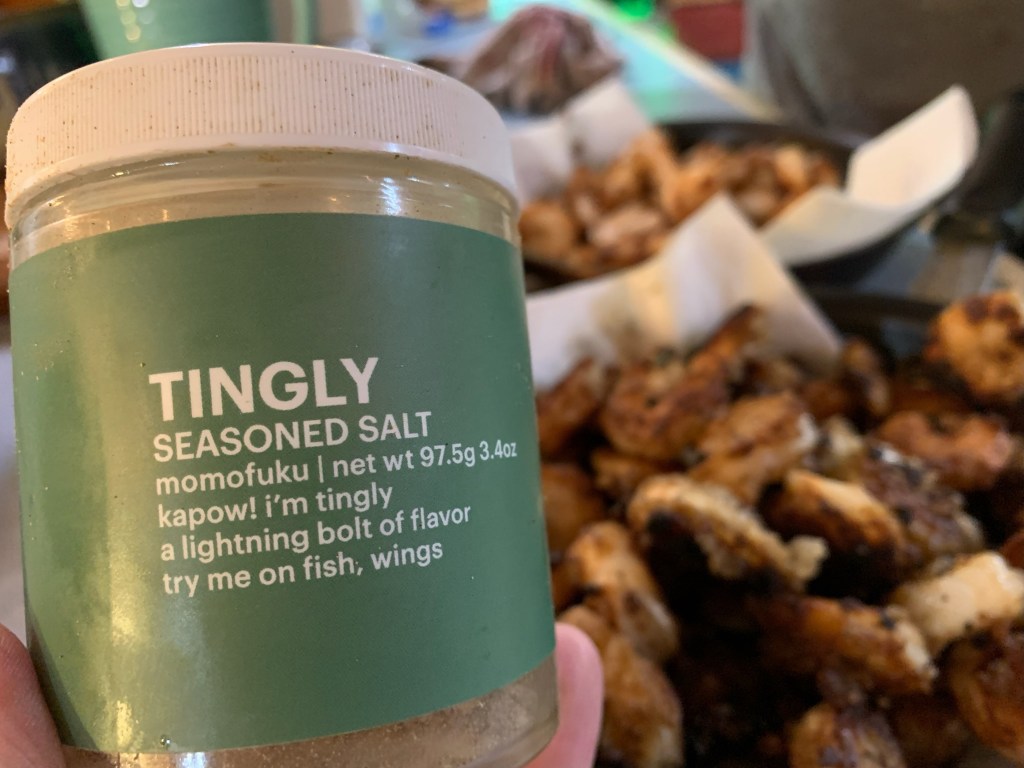 TINGLY
SEASONED SALT
momofuku | net wt 97.5g 3.4oz
kapow! i'm tingly
a lightning bolt of flavor
try me on fish, wings